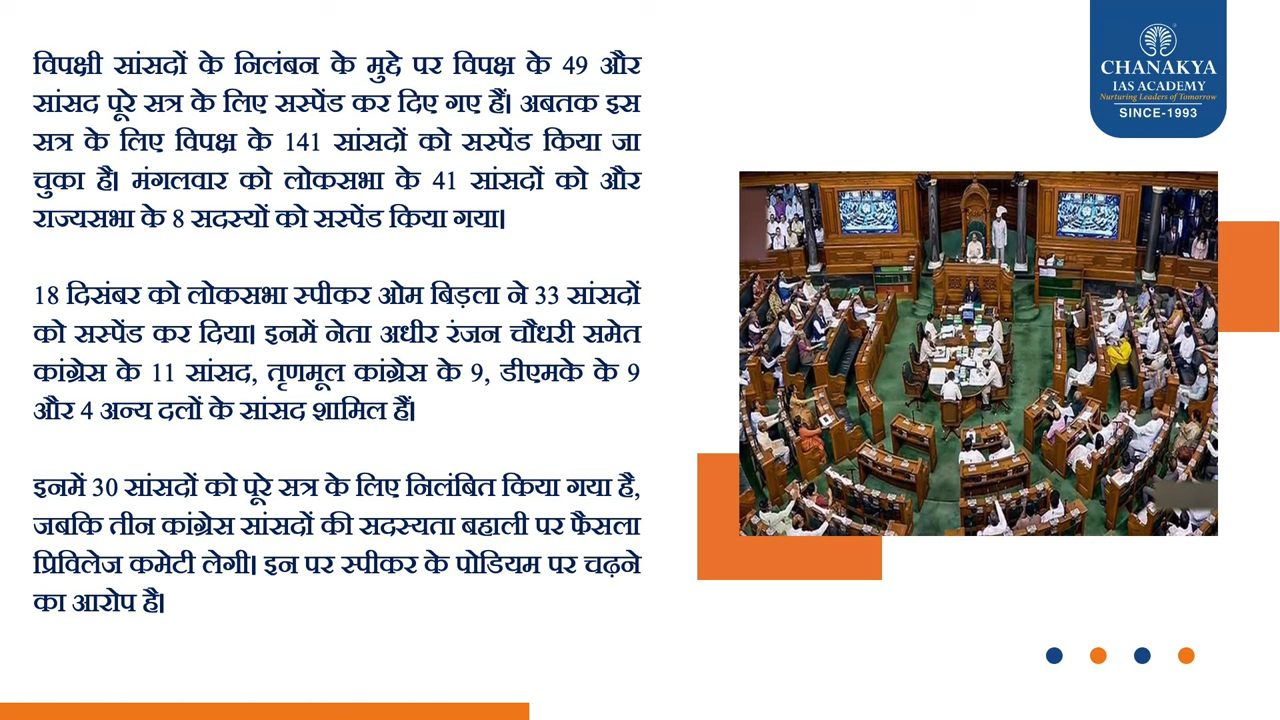 विपक्षी सांसदों के निलंबन के मुद्दे पर विपक्ष के 49 और
सांसद पूरे सत्र के लिए सस्पेंड कर दिए गए हैं। अबतक इस
सत्र के लिए विपक्ष के 141 सांसदों को सस्पेंड किया जा
चुका है। मंगलवार को लोकसभा के 41 सांसदों को और
राज्यसभा के 8 सदस्यों को सस्पेंड किया गया।
18 दिसंबर को लोकसभा स्पीकर ओम बिड़ला ने 33 सांसदों
को सस्पेंड कर दिया। इनमें नेता अधीर रंजन चौधरी समेत
कांग्रेस के 11 सांसद, तृणमूल कांग्रेस के 9, डीएमके के 9
और 4 अन्य दलों के सांसद शामिल हैं।
इनमें 30 सांसदों को पूरे सत्र के लिए निलंबित किया गया है,
जबकि तीन कांग्रेस सांसदों की सदस्यता बहाली पर फैसला
प्रिविलेज कमेटी लेगी। इन पर स्पीकर के पोडियम पर चढ़ने
का आरोप है।
CHANAKYA
IAS ACADEMY
Nurturing Leaders of Tomorrow
SINCE-1993